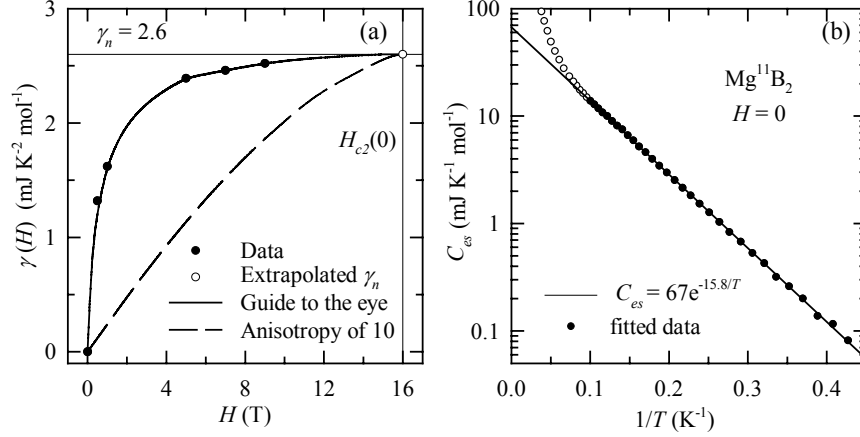 γn = 2.6
(a)
Hc2(0)
Data
Extrapolated γn
Guide to the eye
Anisotropy of 10
3
2
1
0
γ(H) (mJ K-2 mol-1)
0 4 8 12 16
H (T)
(b)
Mg11B2
H = 0
Ces = 67e-15.8/T
fitted data
100
10
1
0.1
Ces (mJ K-1 mol-1)
0.0 0.1 0.2 0.3 0.4
1/T (K-1)